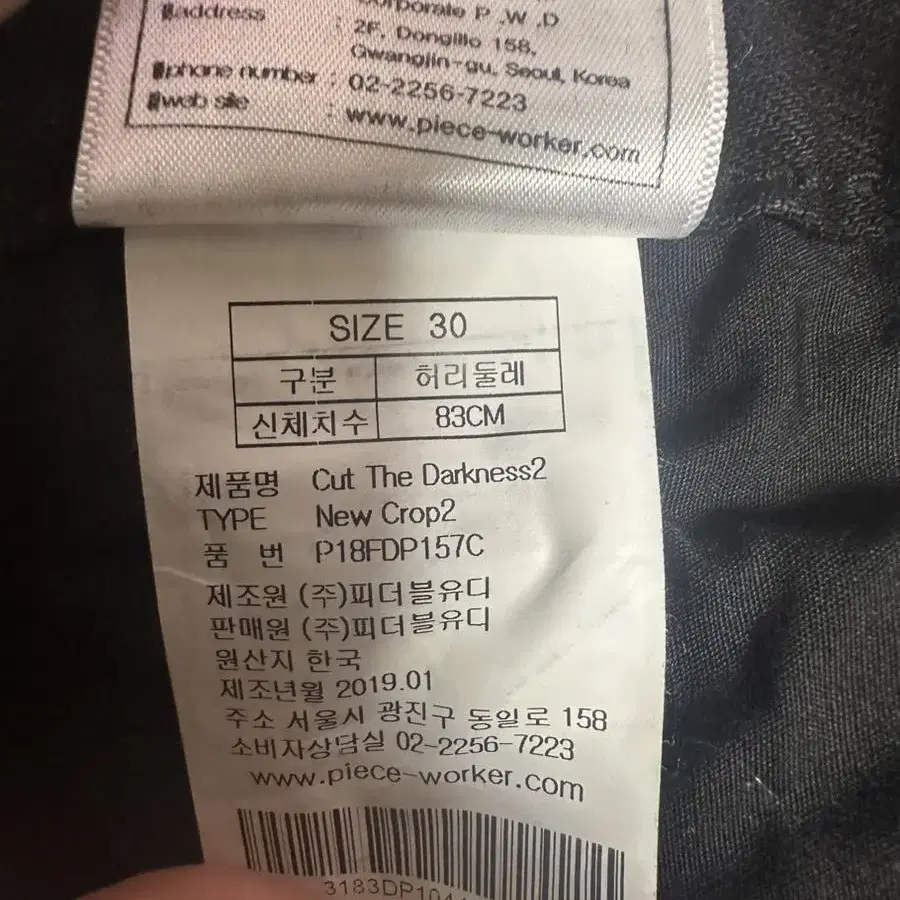 P .W .D
address : 2F, Dongillo 158,
Gwangjin-gu, Seoul, Korea
phone number : 02-2256-7223
web site : www.piece-worker.com
SIZE 30
구분 허리둘레
신체치수 83CM
제품명 Cut The Darkness2
TYPE New Crop2
품 번 P18FDP157C
제조원 (주)피더블유디
판매원 (주)피더블유디
원산지 한국
제조년월 2019.01
주소 서울시 광진구 동일로 158
소비자상담실 02-2256-7223
www.piece-worker.com